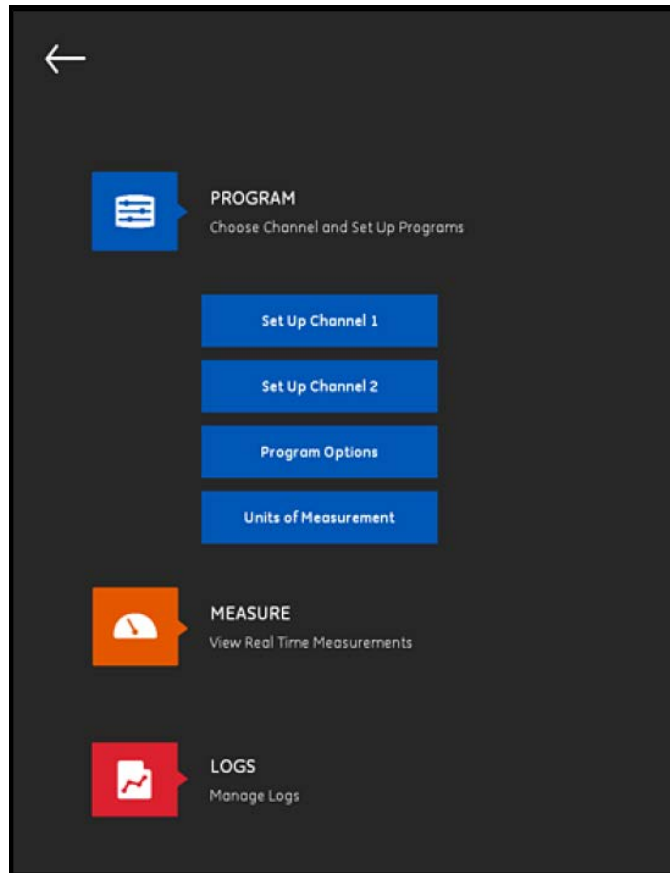 PROGRAM
Choose Channel and Set Up Programs
Set Up Channel 1
Set Up Channel 2
Program Options
Units of Measurement
MEASURE
View Real Time Measurements
LOGS
Manage Logs